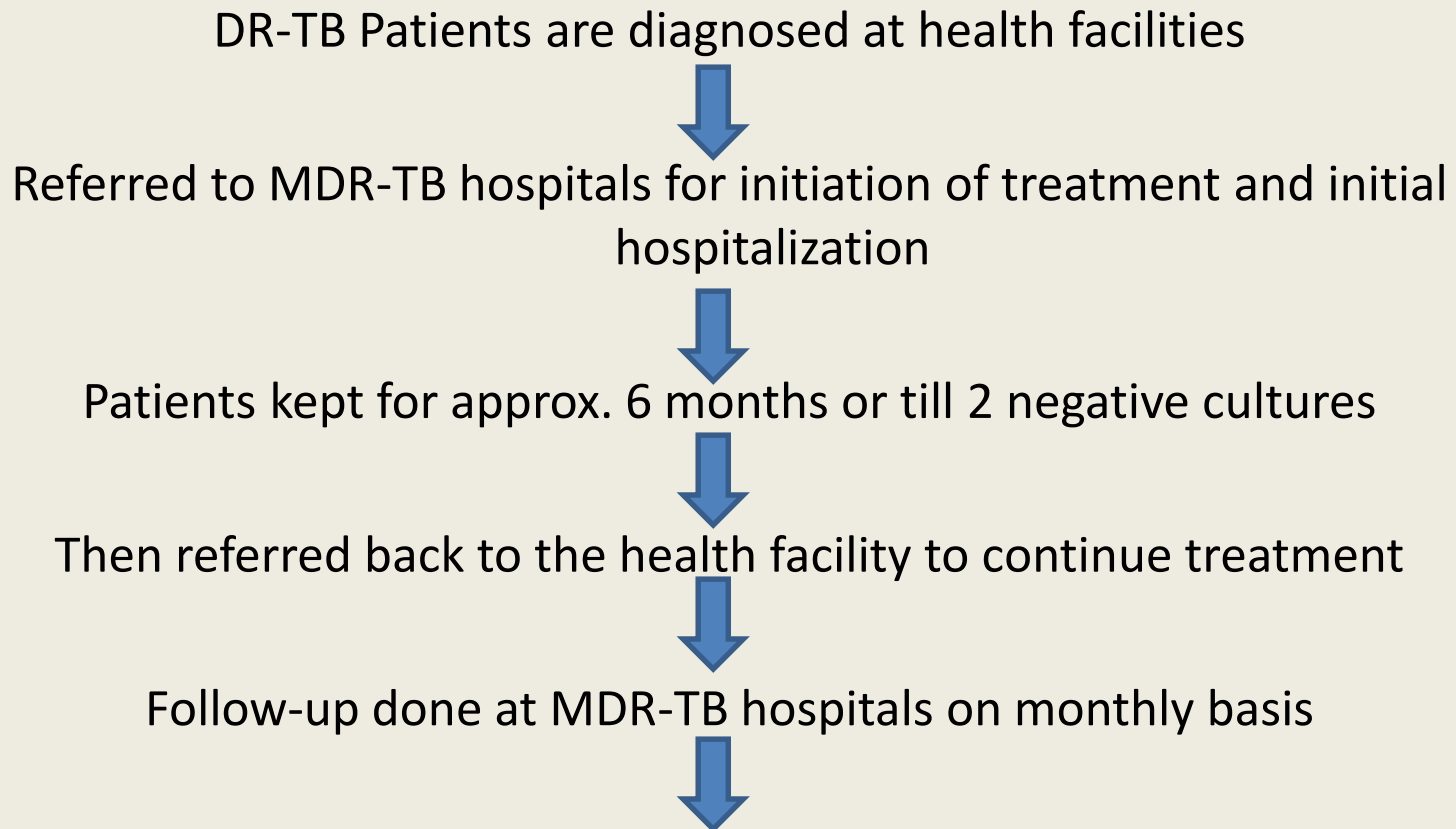 DR-TB Patients are diagnosed at health facilities
Referred to MDR-TB hospitals for initiation of treatment and initial
hospitalization
Patients kept for approx. 6 months or till 2 negative cultures
Then referred back to the health facility to continue treatment
Follow-up done at MDR-TB hospitals on monthly basis